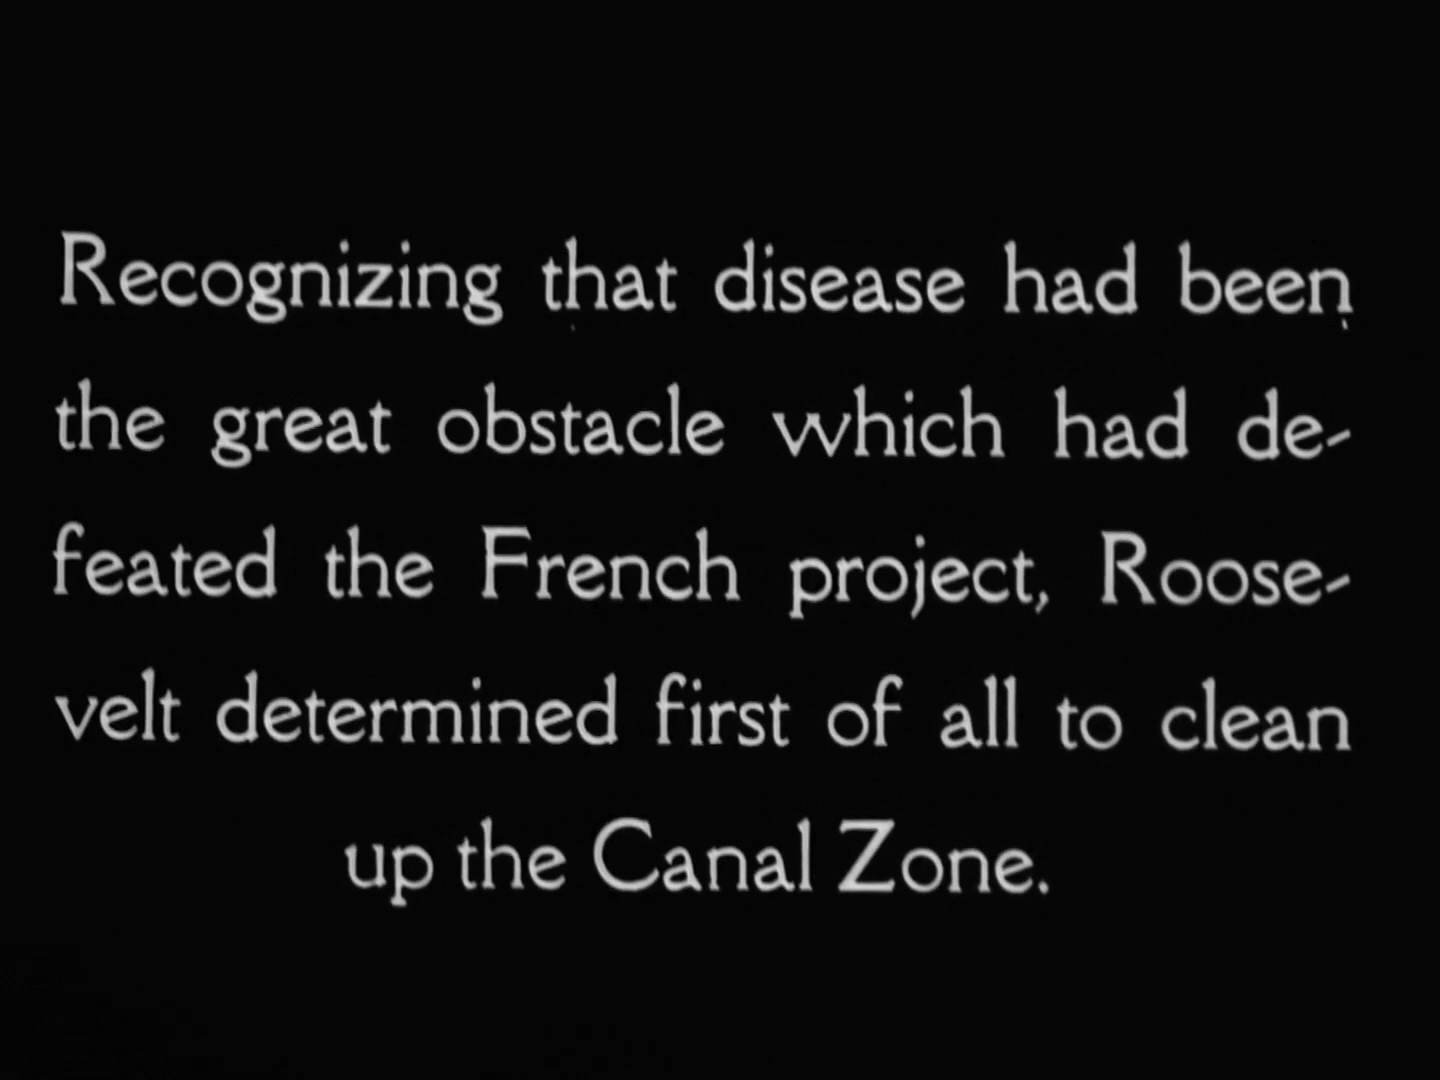 Recognizing that disease had been
the great obstacle which had de-
feated the French project, Roose-
velt determined first of all to clean
up the Canal Zone.